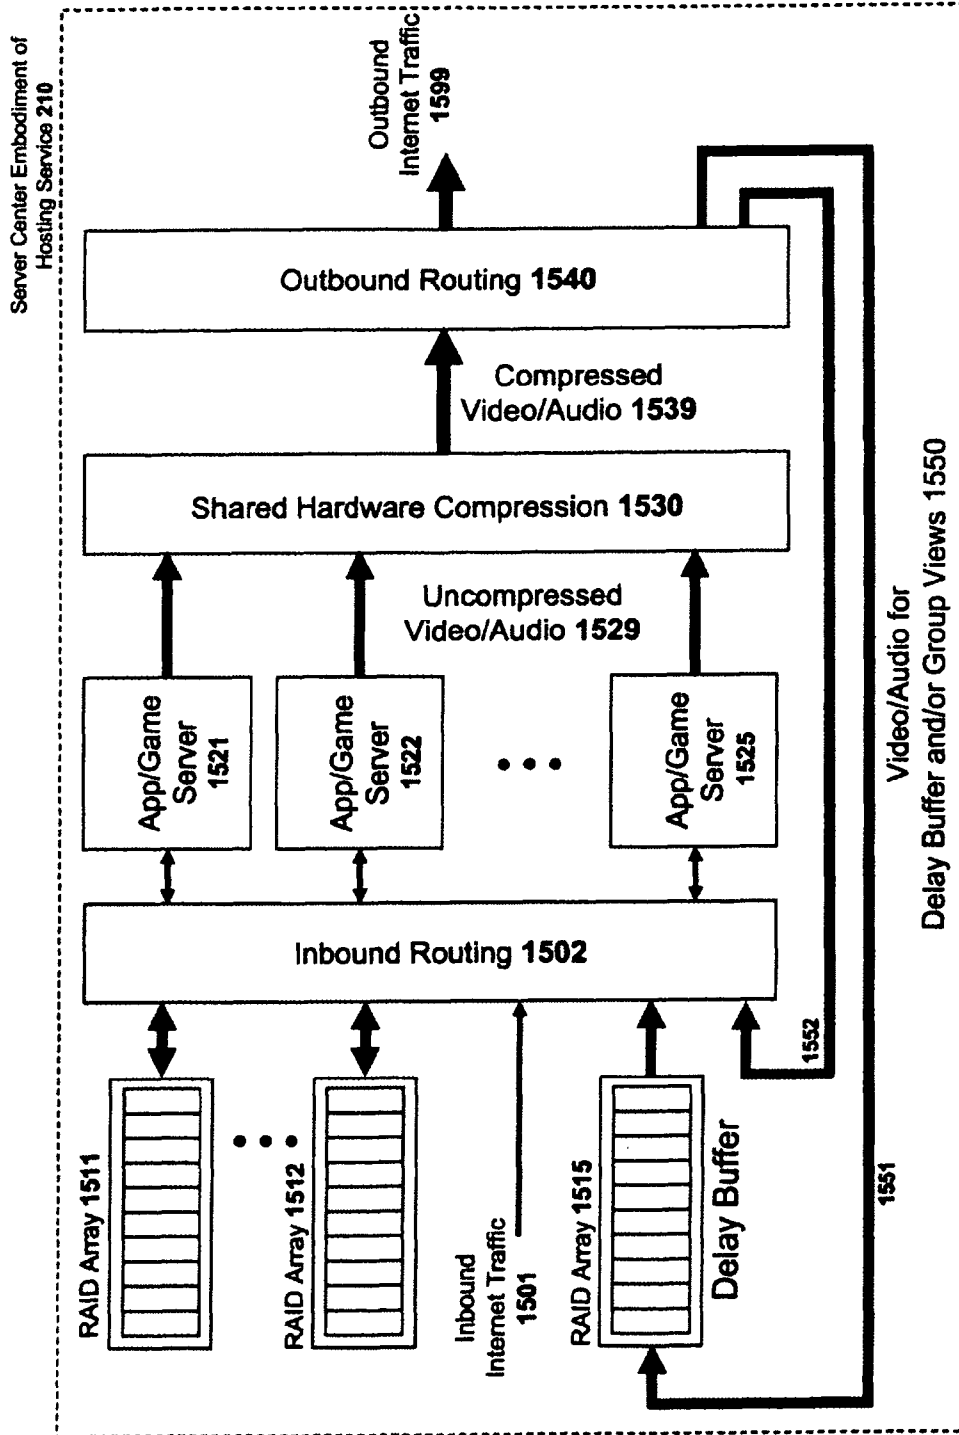 Server Center Embodiment of
Hosting Service 210
Outbound
Internet Traffic
1599
Outbound Routing 1540
Compressed
Video/Audio 1539
Shared Hardware Compression 1530
Uncompressed
Video/Audio 1529
App/Game
Server
1521
App/Game
Server
1522
App/Game
Server
1525
Inbound Routing 1502
RAID Array 1511
RAID Array 1512
Inbound
Internet Traffic
1501
RAID Array 1515
Delay Buffer
1552
1551
Video/Audio for
Delay Buffer and/or Group Views 1550